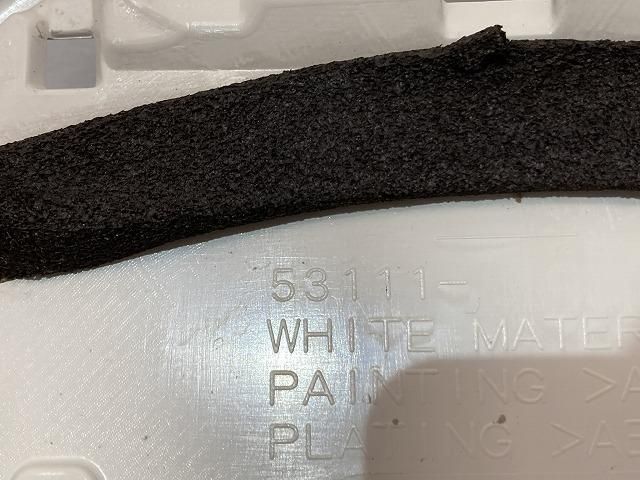 53111-
WHITE MATER
PAINTING >A
PLATING >AB